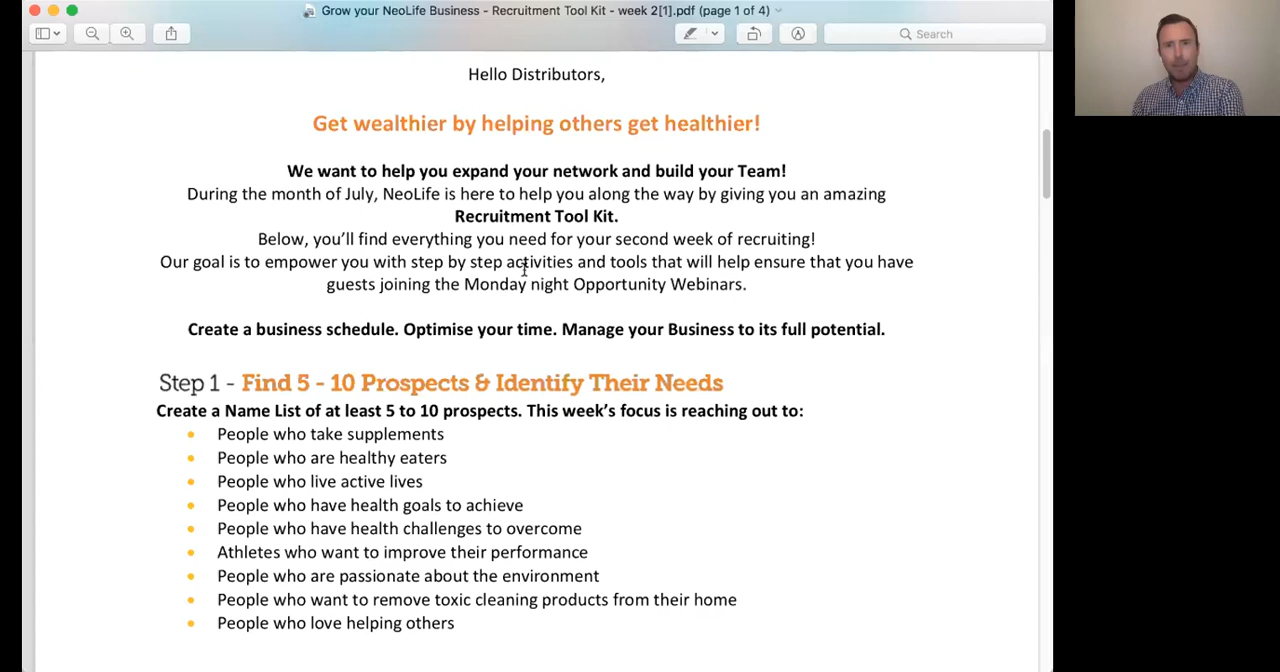 Grow your NeoLife Business - Recruitment Tool Kit - week 2[1].pdf (page 1 of 4)
Search
Hello Distributors,
Get wealthier by helping others get healthier!
We want to help you expand your network and build your Team!
During the month of July, NeoLife is here to help you along the way by giving you an amazing
Recruitment Tool Kit.
Below, you'll find everything you need for your second week of recruiting!
Our goal is to empower you with step by step activities and tools that will help ensure that you have
guests joining the Monday night Opportunity Webinars.
Create a business schedule. Optimise your time. Manage your Business to its full potential.
Step 1 - Find 5 - 10 Prospects & Identify Their Needs
Create a Name List of at least 5 to 10 prospects. This week's focus is reaching out to:
• People who take supplements
• People who are healthy eaters
• People who live active lives
• People who have health goals to achieve
• People who have health challenges to overcome
• Athletes who want to improve their performance
• People who are passionate about the environment
• People who want to remove toxic cleaning products from their home
• People who love helping others